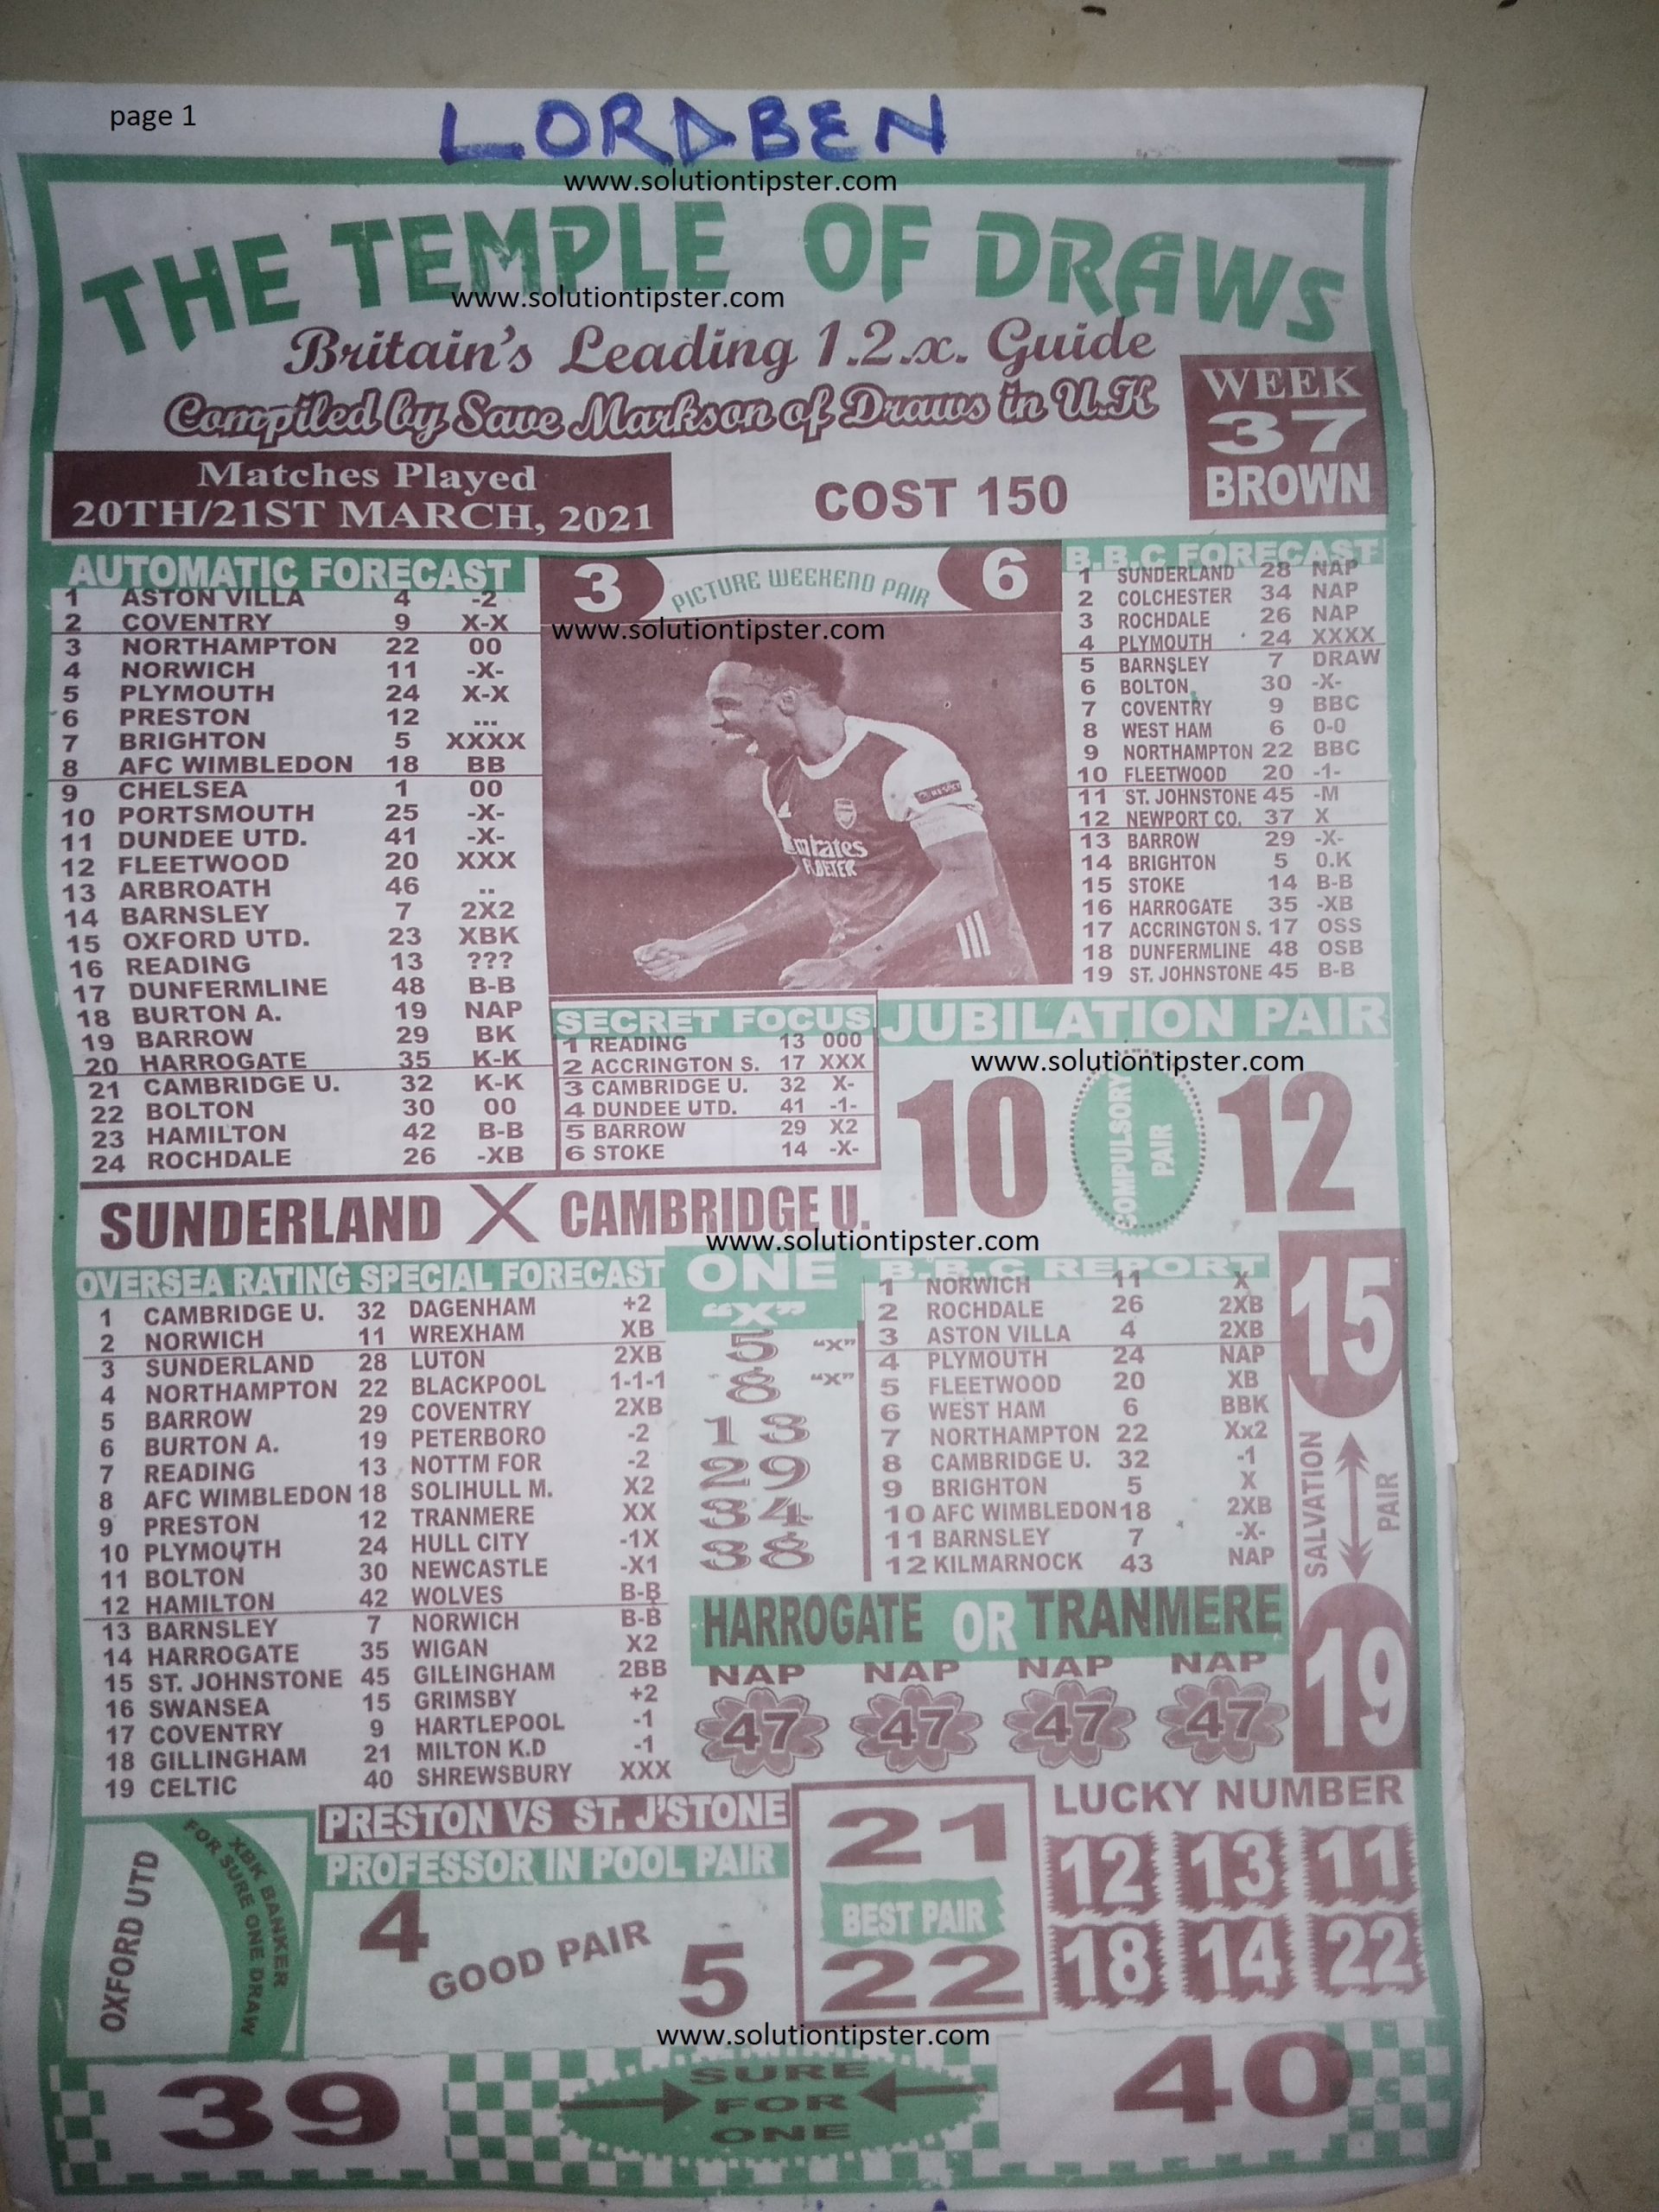 page 1
LORDBEN
www.solutiontipster.com
THE TEMPLE OF DRAWS
www.solutiontipster.com
Britain's Leading 1.2.x. Guide
Compiled by Save Markson of Draws in U.K
WEEK
37
BROWN
Matches Played
20TH/21ST MARCH, 2021
COST 150
AUTOMATIC FORECAST
1 ASTON VILLA 4 -2
2 COVENTRY 9 X-X
3 NORTHAMPTON 22 00
4 NORWICH 11 -X-
5 PLYMOUTH 24 X-X
6 PRESTON 12 ...
7 BRIGHTON 5 XXXX
8 AFC WIMBLEDON 18 BB
9 CHELSEA 1 00
10 PORTSMOUTH 25 -X-
11 DUNDEE UTD. 41 -X-
12 FLEETWOOD 20 XXX
13 ARBROATH 46 ..
14 BARNSLEY 7 2X2
15 OXFORD UTD. 23 XBK
16 READING 13 ???
17 DUNFERMLINE 48 B-B
18 BURTON A. 19 NAP
19 BARROW 29 BK
20 HARROGATE 35 K-K
21 CAMBRIDGE U. 32 K-K
22 BOLTON 30 00
23 HAMILTON 42 B-B
24 ROCHDALE 26 -XB
3 PICTURE WEEKEND PAIR 6
www.solutiontipster.com
Emirates
FLY BETTER
B.B.C FORECAST
1 SUNDERLAND 28 NAP
2 COLCHESTER 34 NAP
3 ROCHDALE 26 NAP
4 PLYMOUTH 24 XXXX
5 BARNSLEY 7 DRAW
6 BOLTON 30 -X-
7 COVENTRY 9 BBC
8 WEST HAM 6 0-0
9 NORTHAMPTON 22 BBC
10 FLEETWOOD 20 -1-
11 ST. JOHNSTONE 45 -M
12 NEWPORT CO. 37 X
13 BARROW 29 -X-
14 BRIGHTON 5 O.K
15 STOKE 14 B-B
16 HARROGATE 35 -XB
17 ACCRINGTON S. 17 OSS
18 DUNFERMLINE 48 OSB
19 ST. JOHNSTONE 45 B-B
SECRET FOCUS
1 READING 13 000
2 ACCRINGTON S. 17 XXX
3 CAMBRIDGE U. 32 X-
4 DUNDEE UTD. 41 -1-
5 BARROW 29 X2
6 STOKE 14 -X-
JUBILATION PAIR
www.solutiontipster.com
10 COMPULSORY PAIR 12
SUNDERLAND X CAMBRIDGE U.
www.solutiontipster.com
OVERSEA RATING SPECIAL FORECAST
1 CAMBRIDGE U. 32 DAGENHAM +2
2 NORWICH 11 WREXHAM XB
3 SUNDERLAND 28 LUTON 2XB
4 NORTHAMPTON 22 BLACKPOOL 1-1-1
5 BARROW 29 COVENTRY 2XB
6 BURTON A. 19 PETERBORO -2
7 READING 13 NOTTM FOR -2
8 AFC WIMBLEDON 18 SOLIHULL M. X2
9 PRESTON 12 TRANMERE XX
10 PLYMOUTH 24 HULL CITY -1X
11 BOLTON 30 NEWCASTLE -X1
12 HAMILTON 42 WOLVES B-B
13 BARNSLEY 7 NORWICH B-B
14 HARROGATE 35 WIGAN X2
15 ST. JOHNSTONE 45 GILLINGHAM 2BB
16 SWANSEA 15 GRIMSBY +2
17 COVENTRY 9 HARTLEPOOL -1
18 GILLINGHAM 21 MILTON K.D -1
19 CELTIC 40 SHREWSBURY XXX
ONE
"X"
5 "X"
8 "X"
13
29
34
38
B.B.C REPORT
1 NORWICH 11 X
2 ROCHDALE 26 2XB
3 ASTON VILLA 4 2XB
4 PLYMOUTH 24 NAP
5 FLEETWOOD 20 XB
6 WEST HAM 6 BBK
7 NORTHAMPTON 22 Xx2
8 CAMBRIDGE U. 32 -1
9 BRIGHTON 5 X
10 AFC WIMBLEDON 18 2XB
11 BARNSLEY 7 -X-
12 KILMARNOCK 43 NAP
15
SALVATION PAIR
19
HARROGATE OR TRANMERE
NAP NAP NAP NAP
47 47 47 47
OXFORD UTD
XBK BANKER
FOR SURE ONE DRAW
PRESTON VS ST. J'STONE
PROFESSOR IN POOL PAIR
4 GOOD PAIR 5
21
BEST PAIR
22
LUCKY NUMBER
12 13 11
18 14 22
www.solutiontipster.com
39 SURE FOR ONE 40